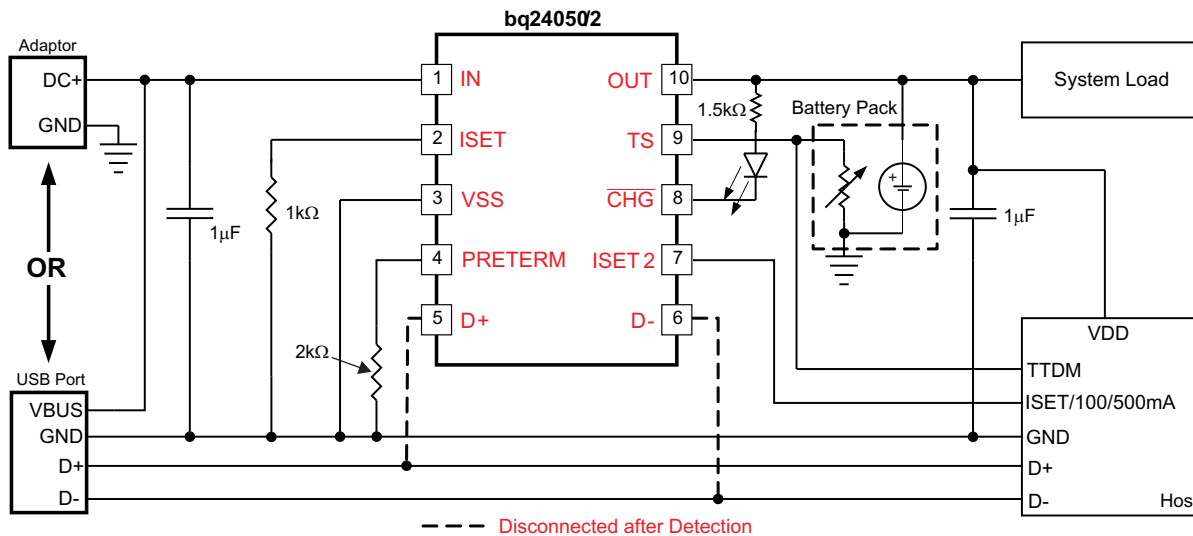 bq24050/2
Adaptor
DC+
GND
OR
USB Port
VBUS
GND
D+
D-
1μF
1kΩ
2kΩ
1 IN
2 ISET
3 VSS
4 PRETERM
5 D+
OUT 10
TS 9
CHG 8
ISET 2 7
D- 6
1.5kΩ
Battery Pack
+
1μF
System Load
VDD
TTDM
ISET/100/500mA
GND
D+
D-
Hos
Disconnected after Detection